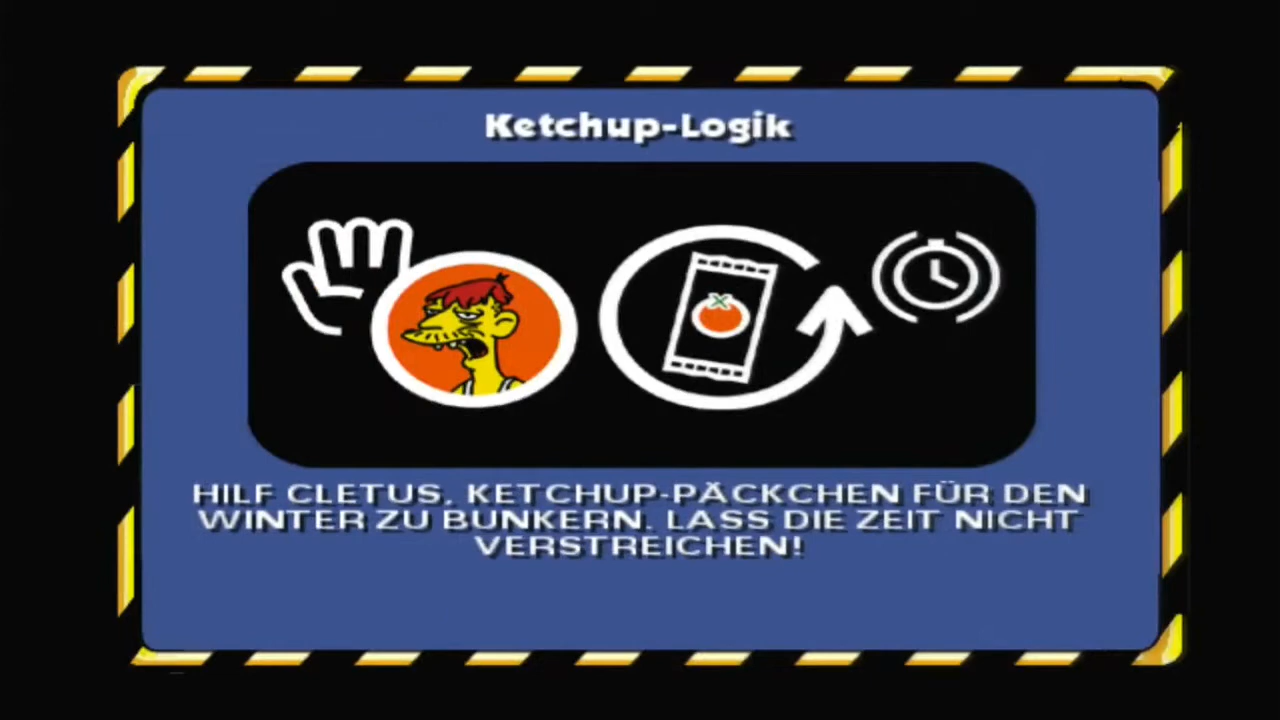 Ketchup-Logik
HILF CLETUS, KETCHUP-PÄCKCHEN FÜR DEN
WINTER ZU BUNKERN. LASS DIE ZEIT NICHT
VERSTREICHEN!